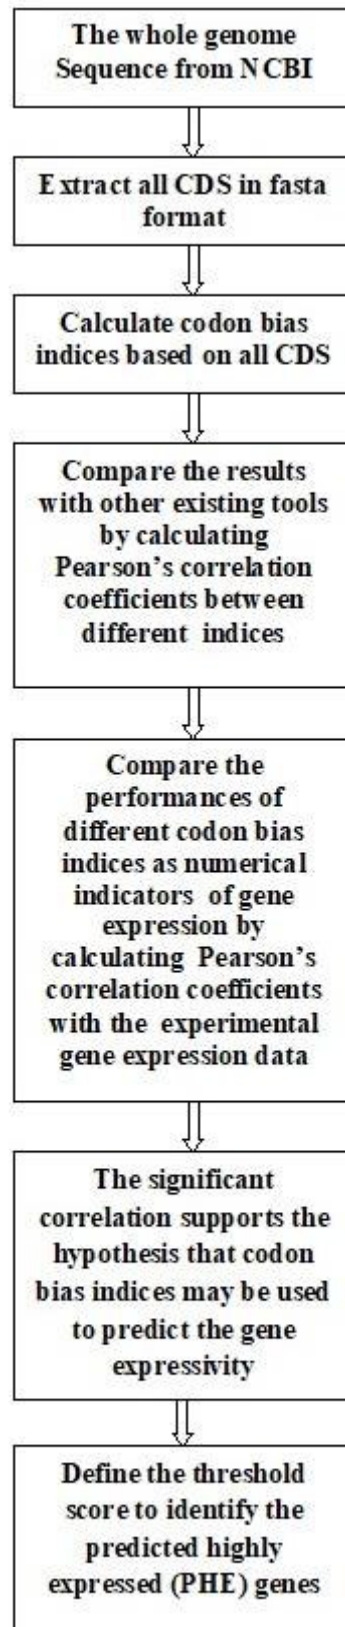 The whole genome
Sequence from NCBI
Extract all CDS in fasta
format
Calculate codon bias
indices based on all CDS
Compare the results
with other existing tools
by calculating
Pearson's correlation
coefficients between
different indices
Compare the
performances of
different codon bias
indices as numerical
indicators of gene
expression by
calculating Pearson's
correlation coefficients
with the experimental
gene expression data
The significant
correlation supports the
hypothesis that codon
bias indices may be used
to predict the gene
expressivity
Define the threshold
score to identify the
predicted highly
expressed (PHE) genes